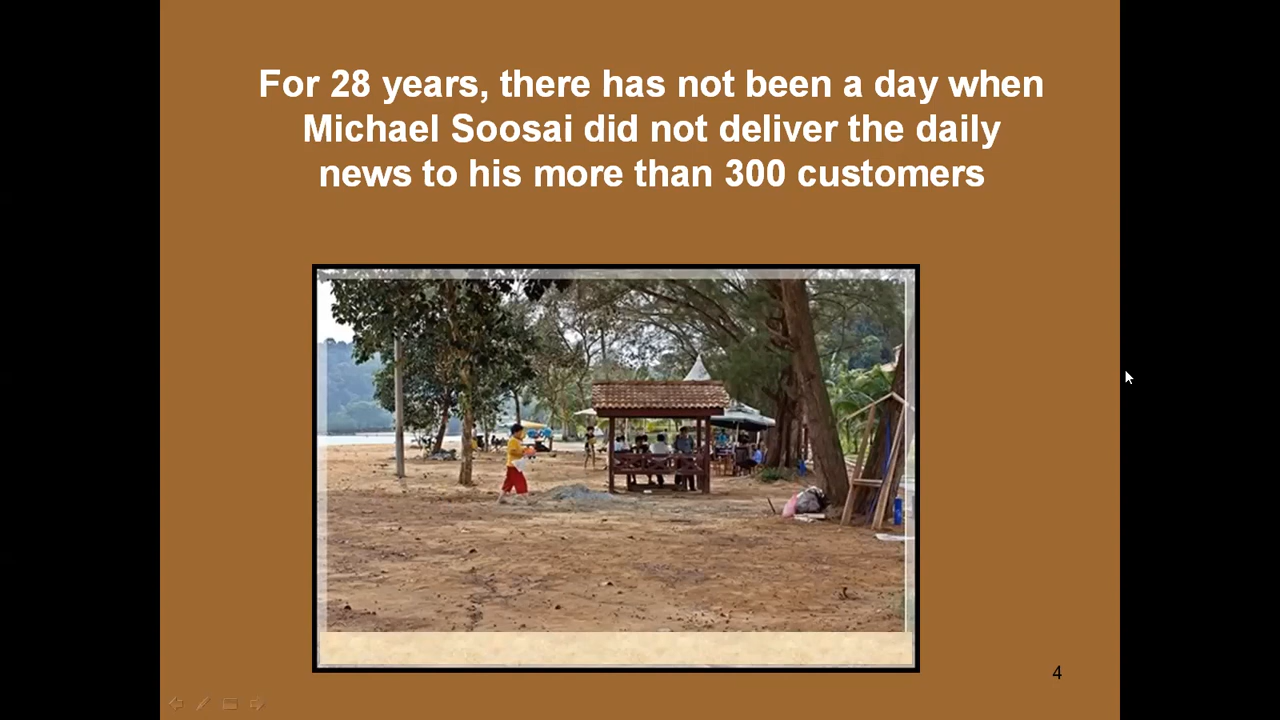 For 28 years, there has not been a day when
Michael Soosai did not deliver the daily
news to his more than 300 customers
4